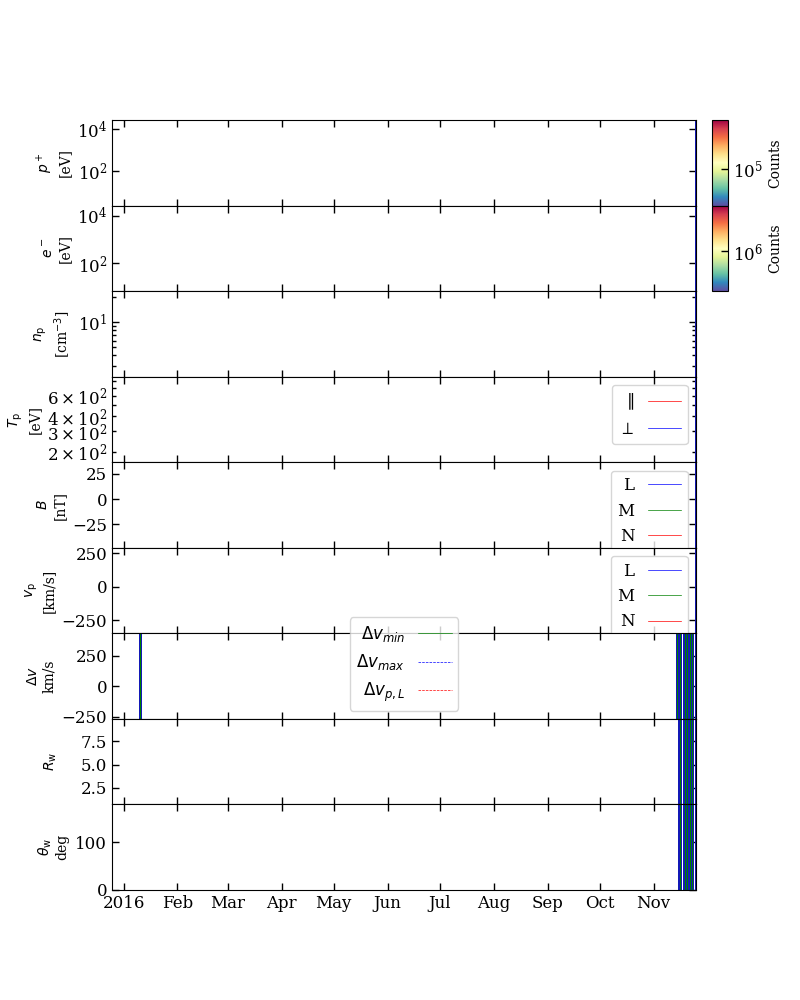 p⁺
[eV]
10⁴
10²
10⁵
Counts
e⁻
[eV]
10⁴
10²
10⁶
Counts
nₚ
[cm⁻³]
10¹
Tₚ
[eV]
6 × 10²
4 × 10²
3 × 10²
2 × 10²
∥
⊥
B
[nT]
25
0
−25
L
M
N
vₚ
[km/s]
250
0
−250
L
M
N
Δv
km/s
250
0
−250
Δv_min
Δv_max
Δv_p,L
R_w
7.5
5.0
2.5
θ_w
deg
100
0
2016 Feb Mar Apr May Jun Jul Aug Sep Oct Nov